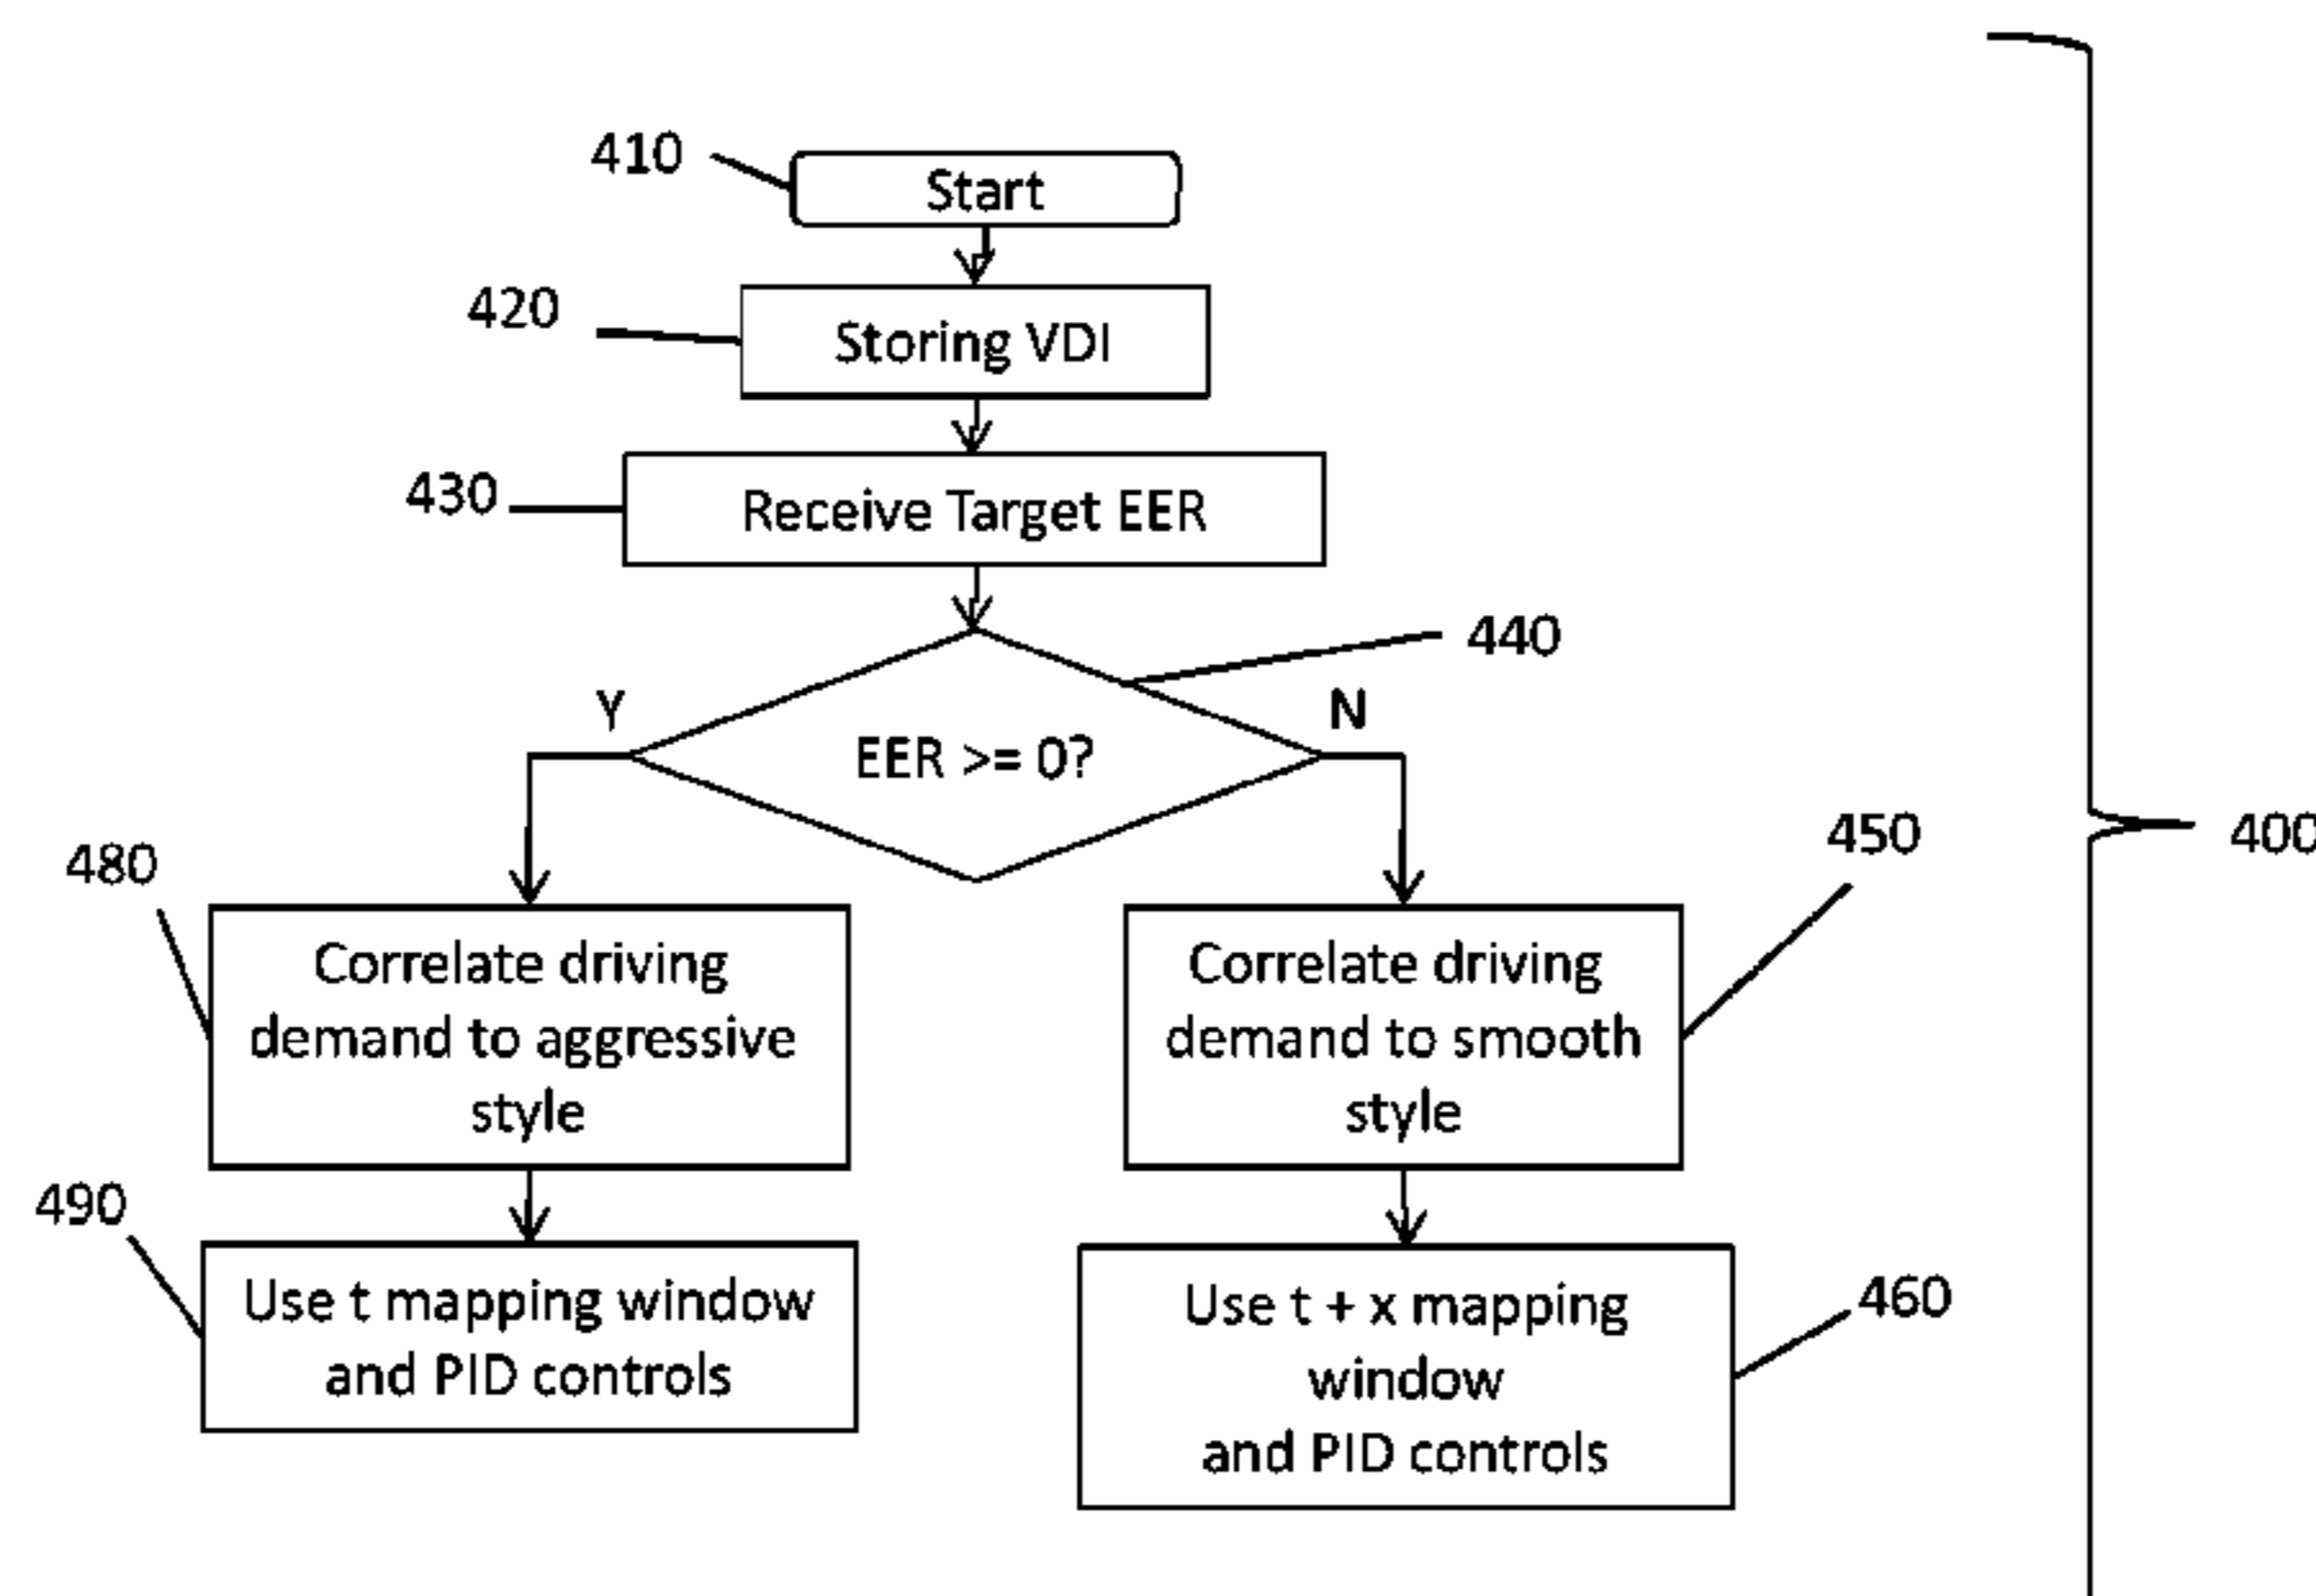 410
Start
420
Storing VDI
430
Receive Target EER
440
Y
N
EER >= 0?
480
450
400
Correlate driving
demand to aggressive
style
Correlate driving
demand to smooth
style
490
Use t mapping window
and PID controls
460
Use t + x mapping
window
and PID controls